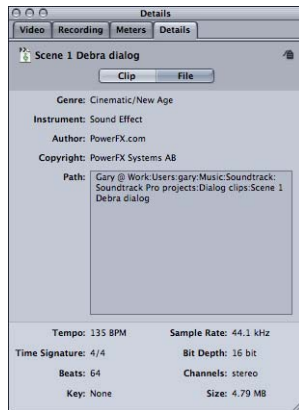 Details
Video Recording Meters Details
Scene 1 Debra dialog
Clip File
Genre: Cinematic/New Age
Instrument: Sound Effect
Author: PowerFX.com
Copyright: PowerFX Systems AB
Path: Gary @ Work:Users:gary:Music:Soundtrack:
Soundtrack Pro projects:Dialog clips:Scene 1
Debra dialog
Tempo: 135 BPM Sample Rate: 44.1 kHz
Time Signature: 4/4 Bit Depth: 16 bit
Beats: 64 Channels: stereo
Key: None Size: 4.79 MB